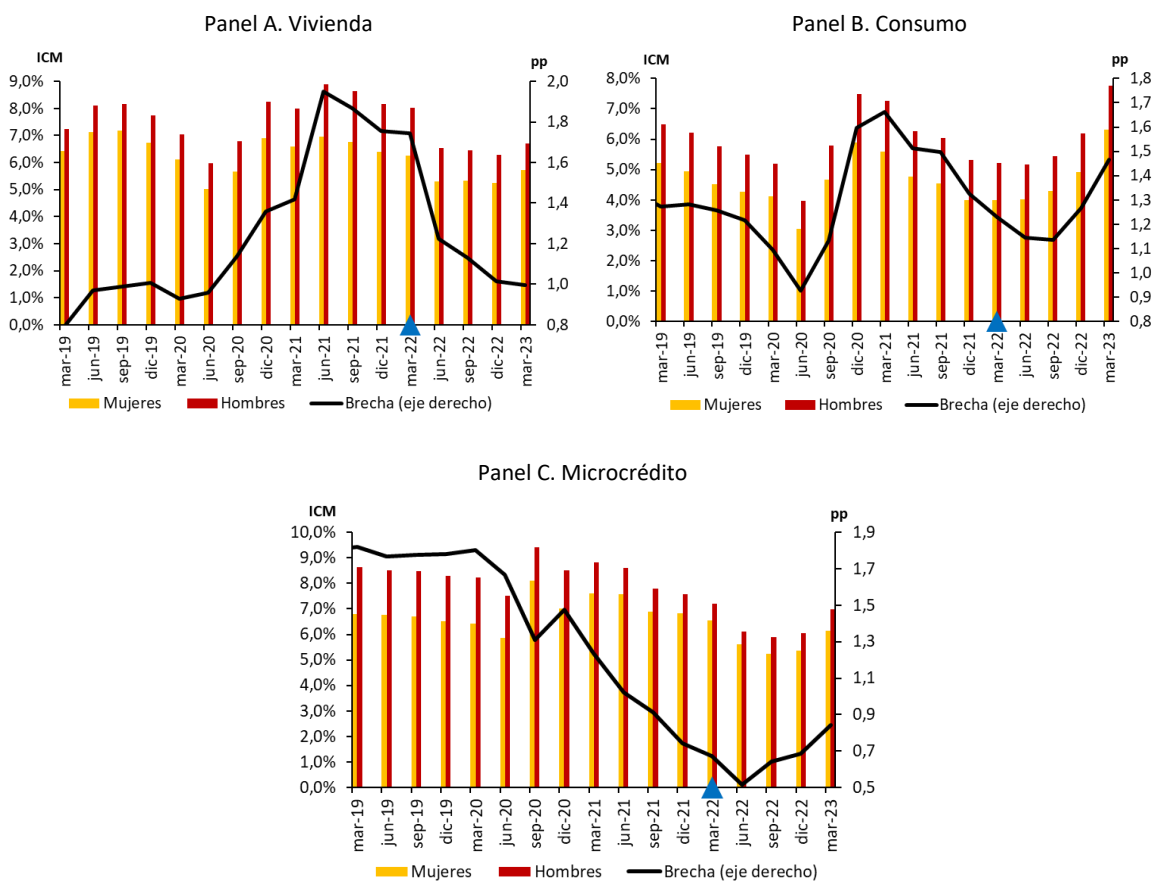 Panel A. Vivienda
ICM
pp
9,0%
8,0%
7,0%
6,0%
5,0%
4,0%
3,0%
2,0%
1,0%
0,0%
2,0
1,8
1,6
1,4
1,2
1,0
0,8
mar-19
jun-19
sep-19
dic-19
mar-20
jun-20
sep-20
dic-20
mar-21
jun-21
sep-21
dic-21
mar-22
jun-22
sep-22
dic-22
mar-23
Mujeres Hombres Brecha (eje derecho)
Panel B. Consumo
ICM
pp
8,0%
7,0%
6,0%
5,0%
4,0%
3,0%
2,0%
1,0%
0,0%
1,8
1,7
1,6
1,5
1,4
1,3
1,2
1,1
1,0
0,9
0,8
mar-19
jun-19
sep-19
dic-19
mar-20
jun-20
sep-20
dic-20
mar-21
jun-21
sep-21
dic-21
mar-22
jun-22
sep-22
dic-22
mar-23
Mujeres Hombres Brecha (eje derecho)
Panel C. Microcrédito
ICM
pp
10,0%
9,0%
8,0%
7,0%
6,0%
5,0%
4,0%
3,0%
2,0%
1,0%
0,0%
1,9
1,7
1,5
1,3
1,1
0,9
0,7
0,5
mar-19
jun-19
sep-19
dic-19
mar-20
jun-20
sep-20
dic-20
mar-21
jun-21
sep-21
dic-21
mar-22
jun-22
sep-22
dic-22
mar-23
Mujeres Hombres Brecha (eje derecho)